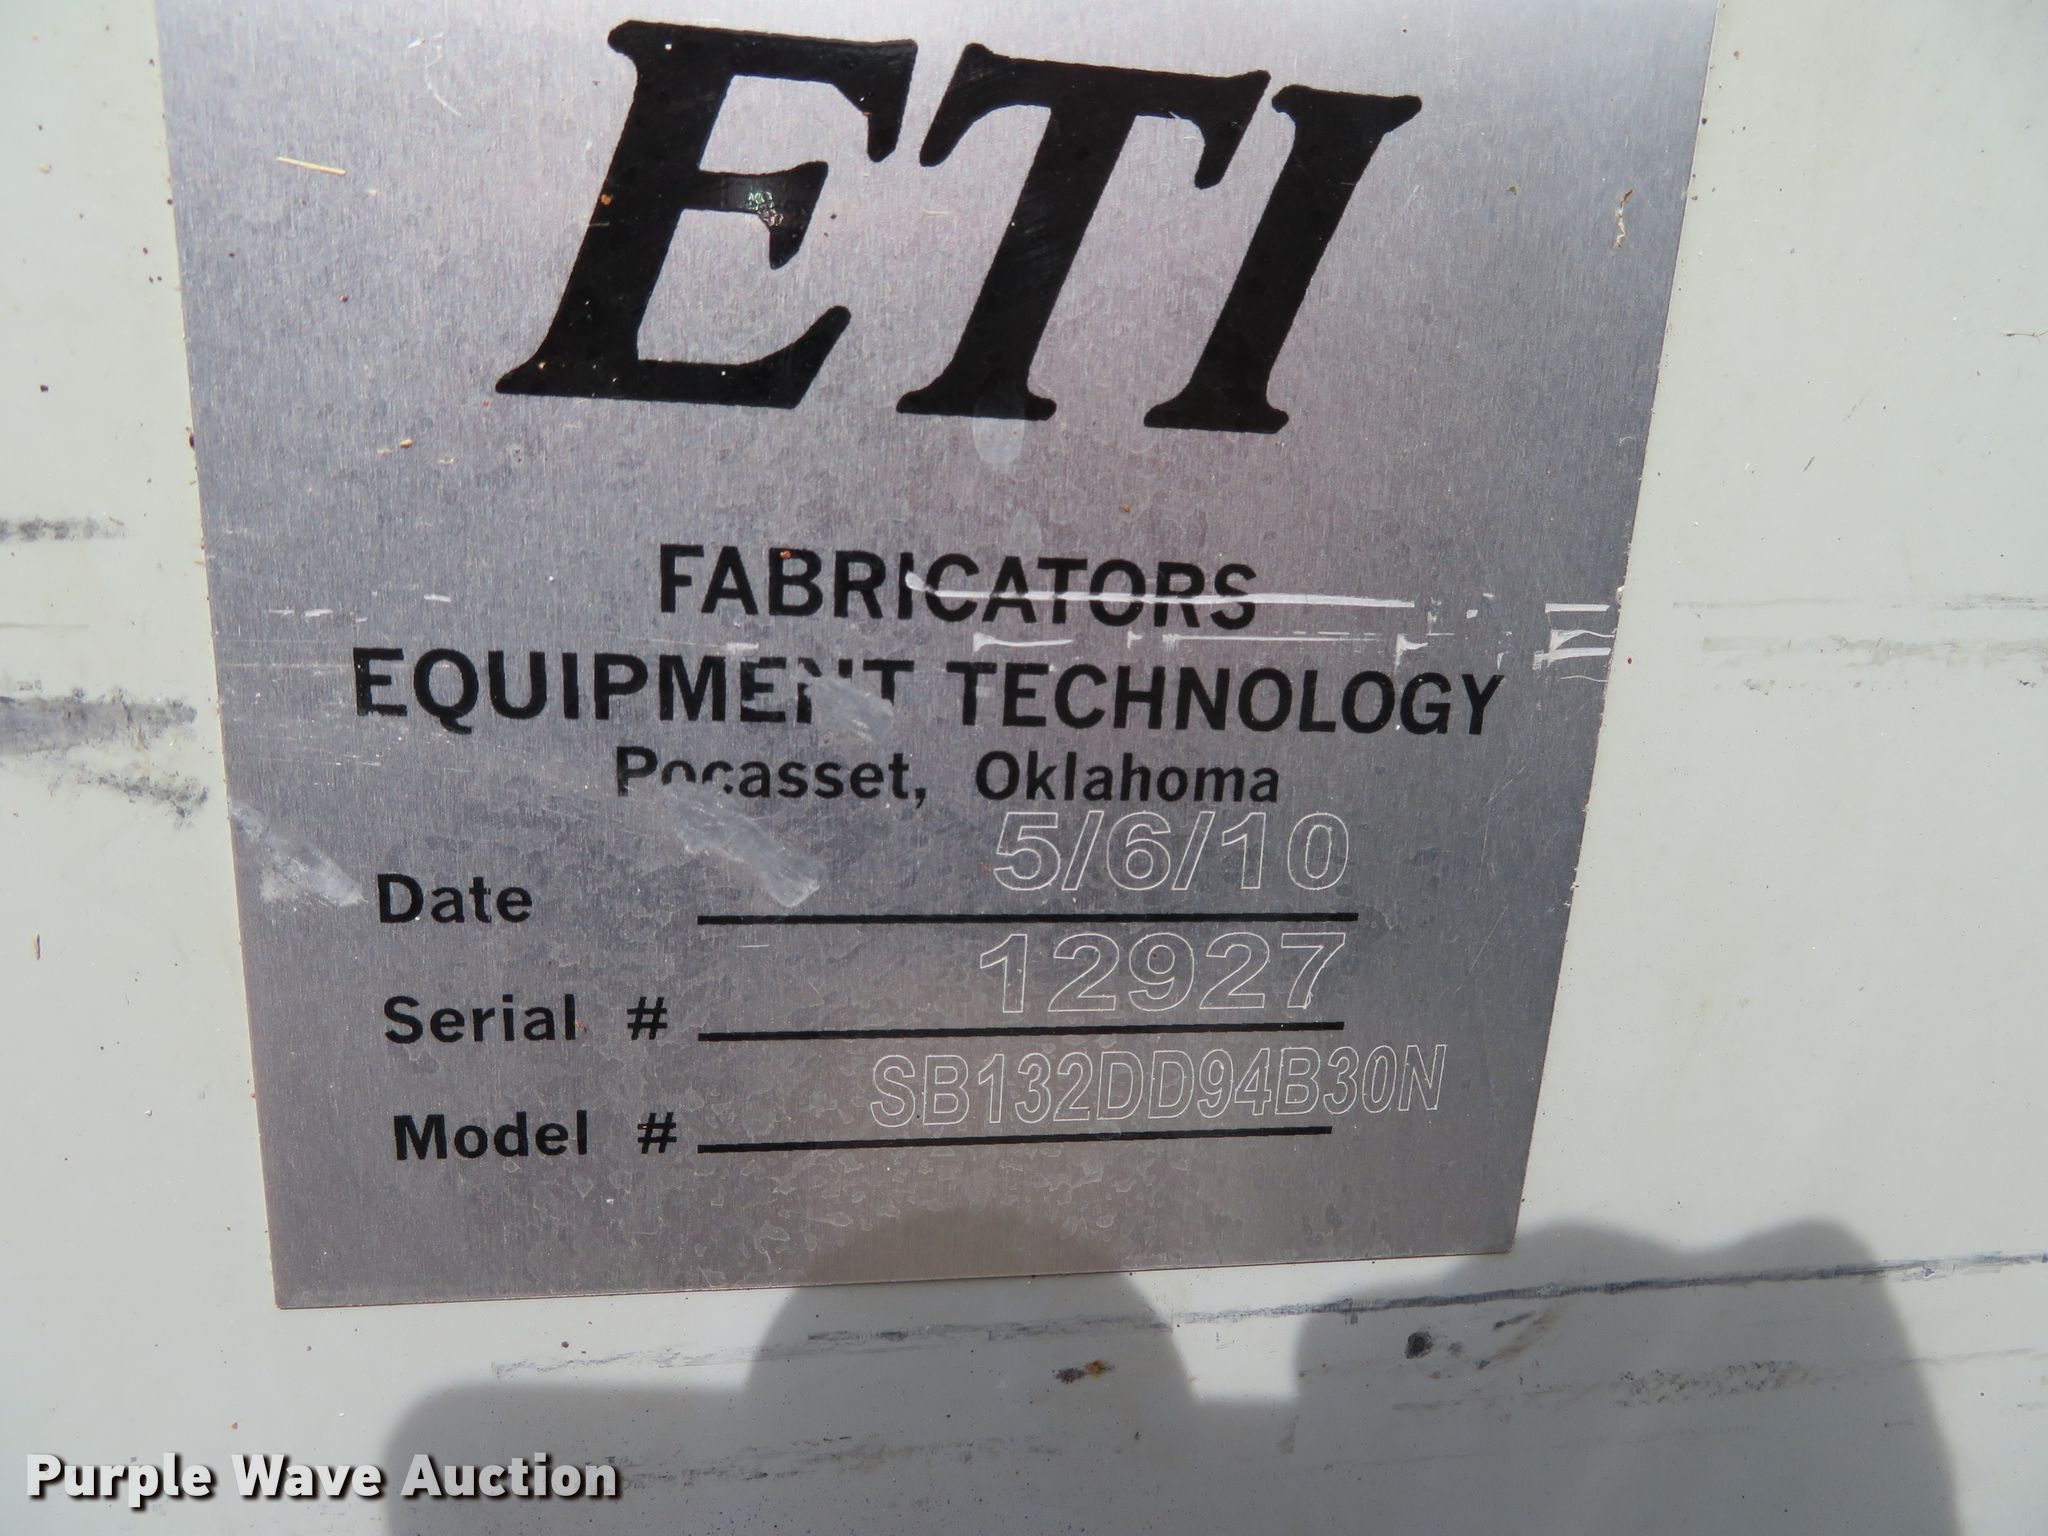 ETI
FABRICATORS
EQUIPMENT TECHNOLOGY
Pocasset, Oklahoma
Date 5/6/10
Serial # 12927
Model # SB132DD94B30N
Purple Wave Auction